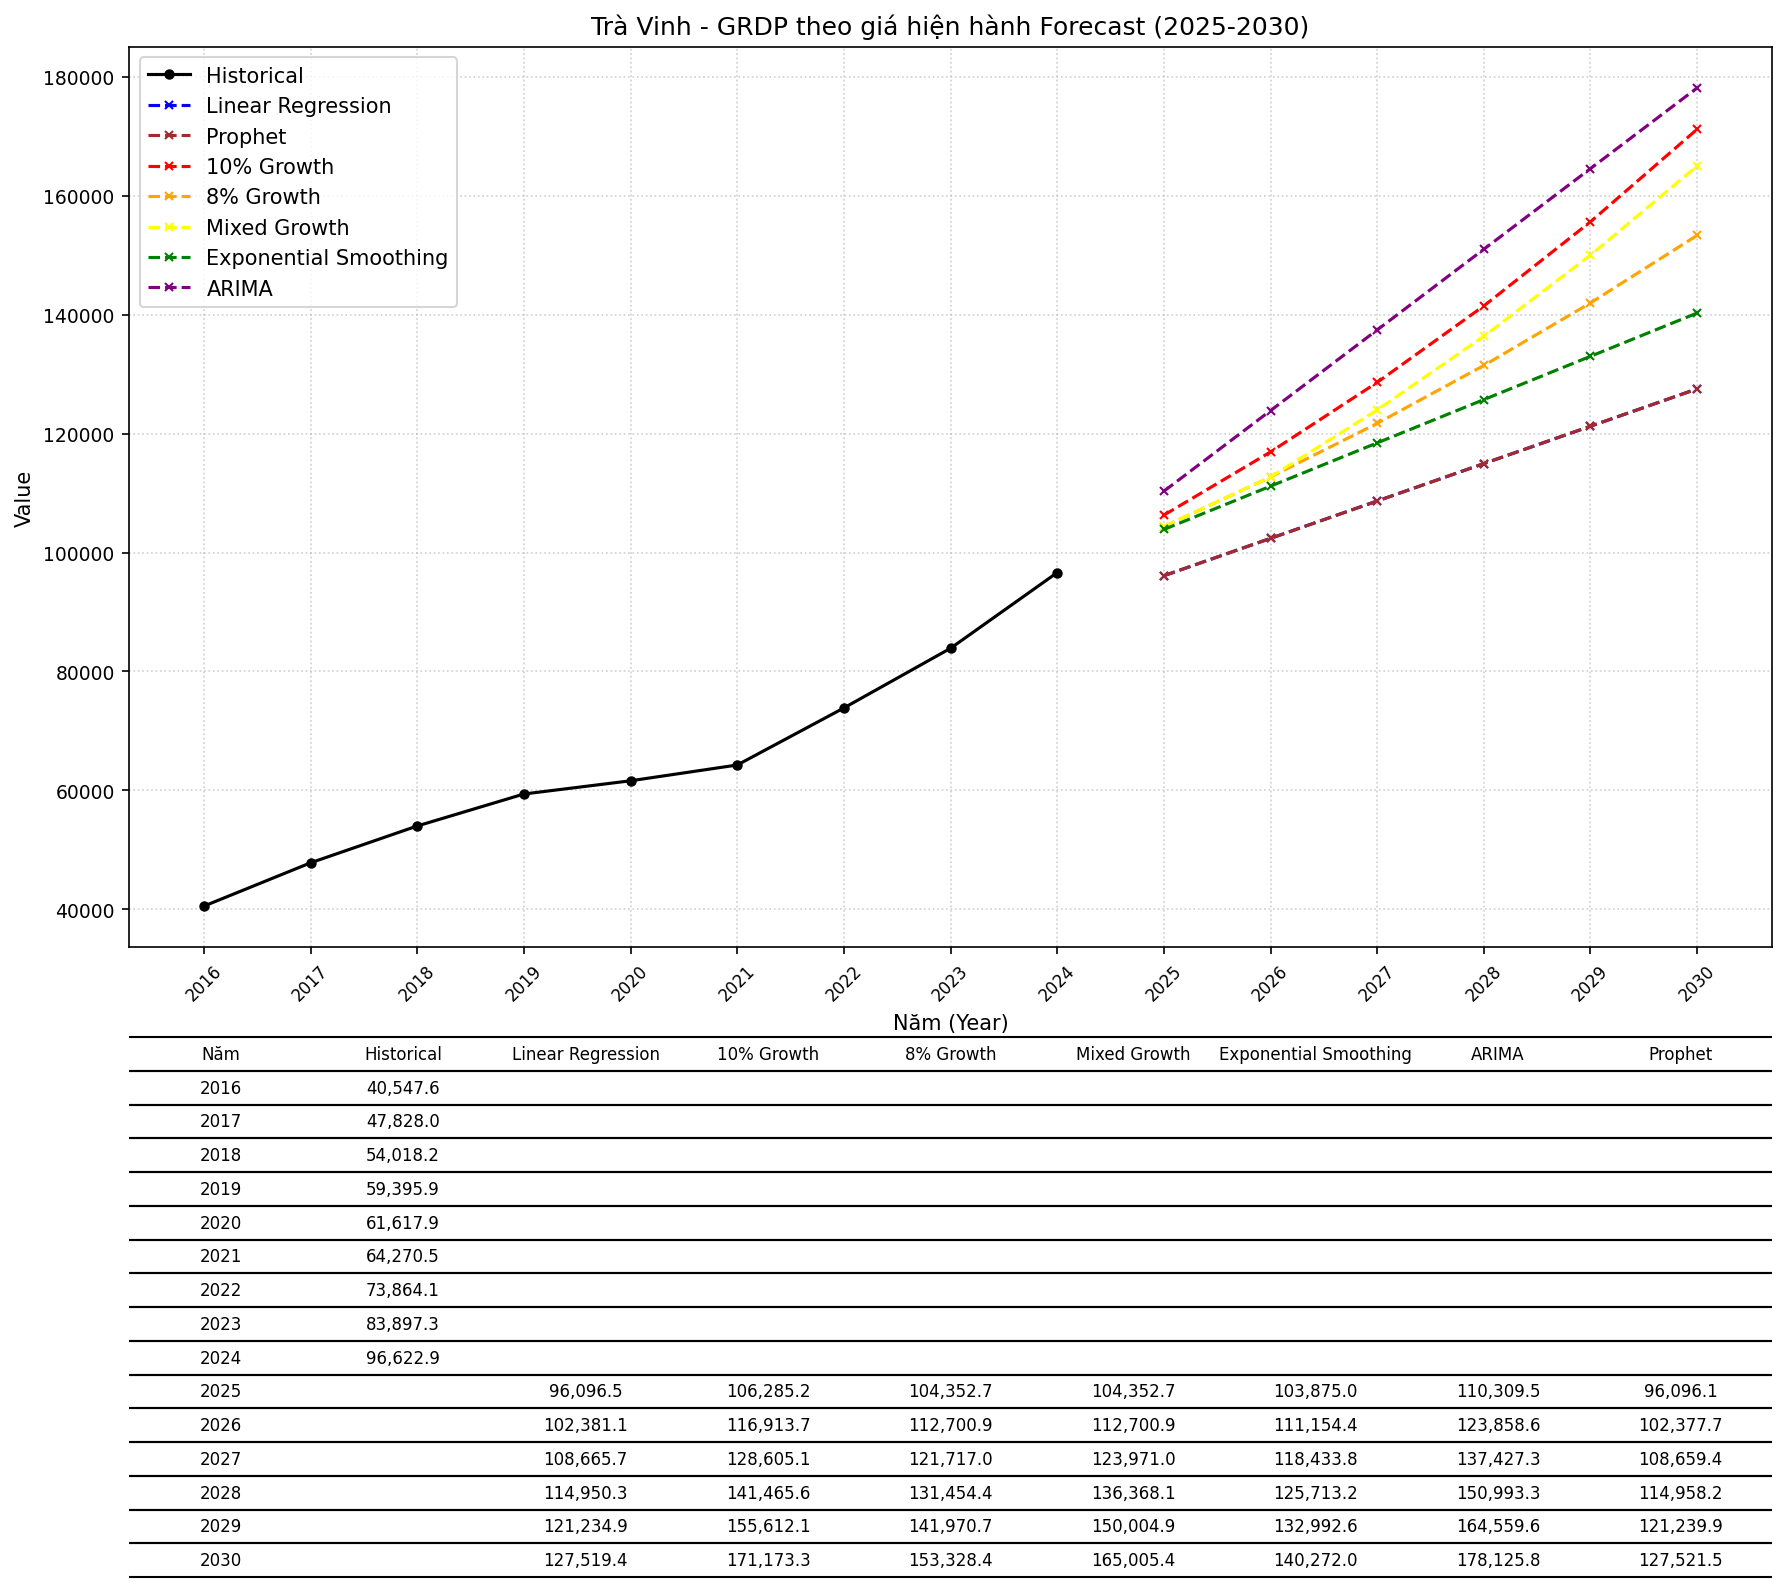 Trà Vinh - GRDP theo giá hiện hành Forecast (2025-2030)
Historical
Linear Regression
Prophet
10% Growth
8% Growth
Mixed Growth
Exponential Smoothing
ARIMA
Value
180000
160000
140000
120000
100000
80000
60000
40000
2016 2017 2018 2019 2020 2021 2022 2023 2024 2025 2026 2027 2028 2029 2030
Năm (Year)
Năm Historical Linear Regression 10% Growth 8% Growth Mixed Growth Exponential Smoothing ARIMA Prophet
2016 40,547.6
2017 47,828.0
2018 54,018.2
2019 59,395.9
2020 61,617.9
2021 64,270.5
2022 73,864.1
2023 83,897.3
2024 96,622.9
2025 96,096.5 106,285.2 104,352.7 104,352.7 103,875.0 110,309.5 96,096.1
2026 102,381.1 116,913.7 112,700.9 112,700.9 111,154.4 123,858.6 102,377.7
2027 108,665.7 128,605.1 121,717.0 123,971.0 118,433.8 137,427.3 108,659.4
2028 114,950.3 141,465.6 131,454.4 136,368.1 125,713.2 150,993.3 114,958.2
2029 121,234.9 155,612.1 141,970.7 150,004.9 132,992.6 164,559.6 121,239.9
2030 127,519.4 171,173.3 153,328.4 165,005.4 140,272.0 178,125.8 127,521.5